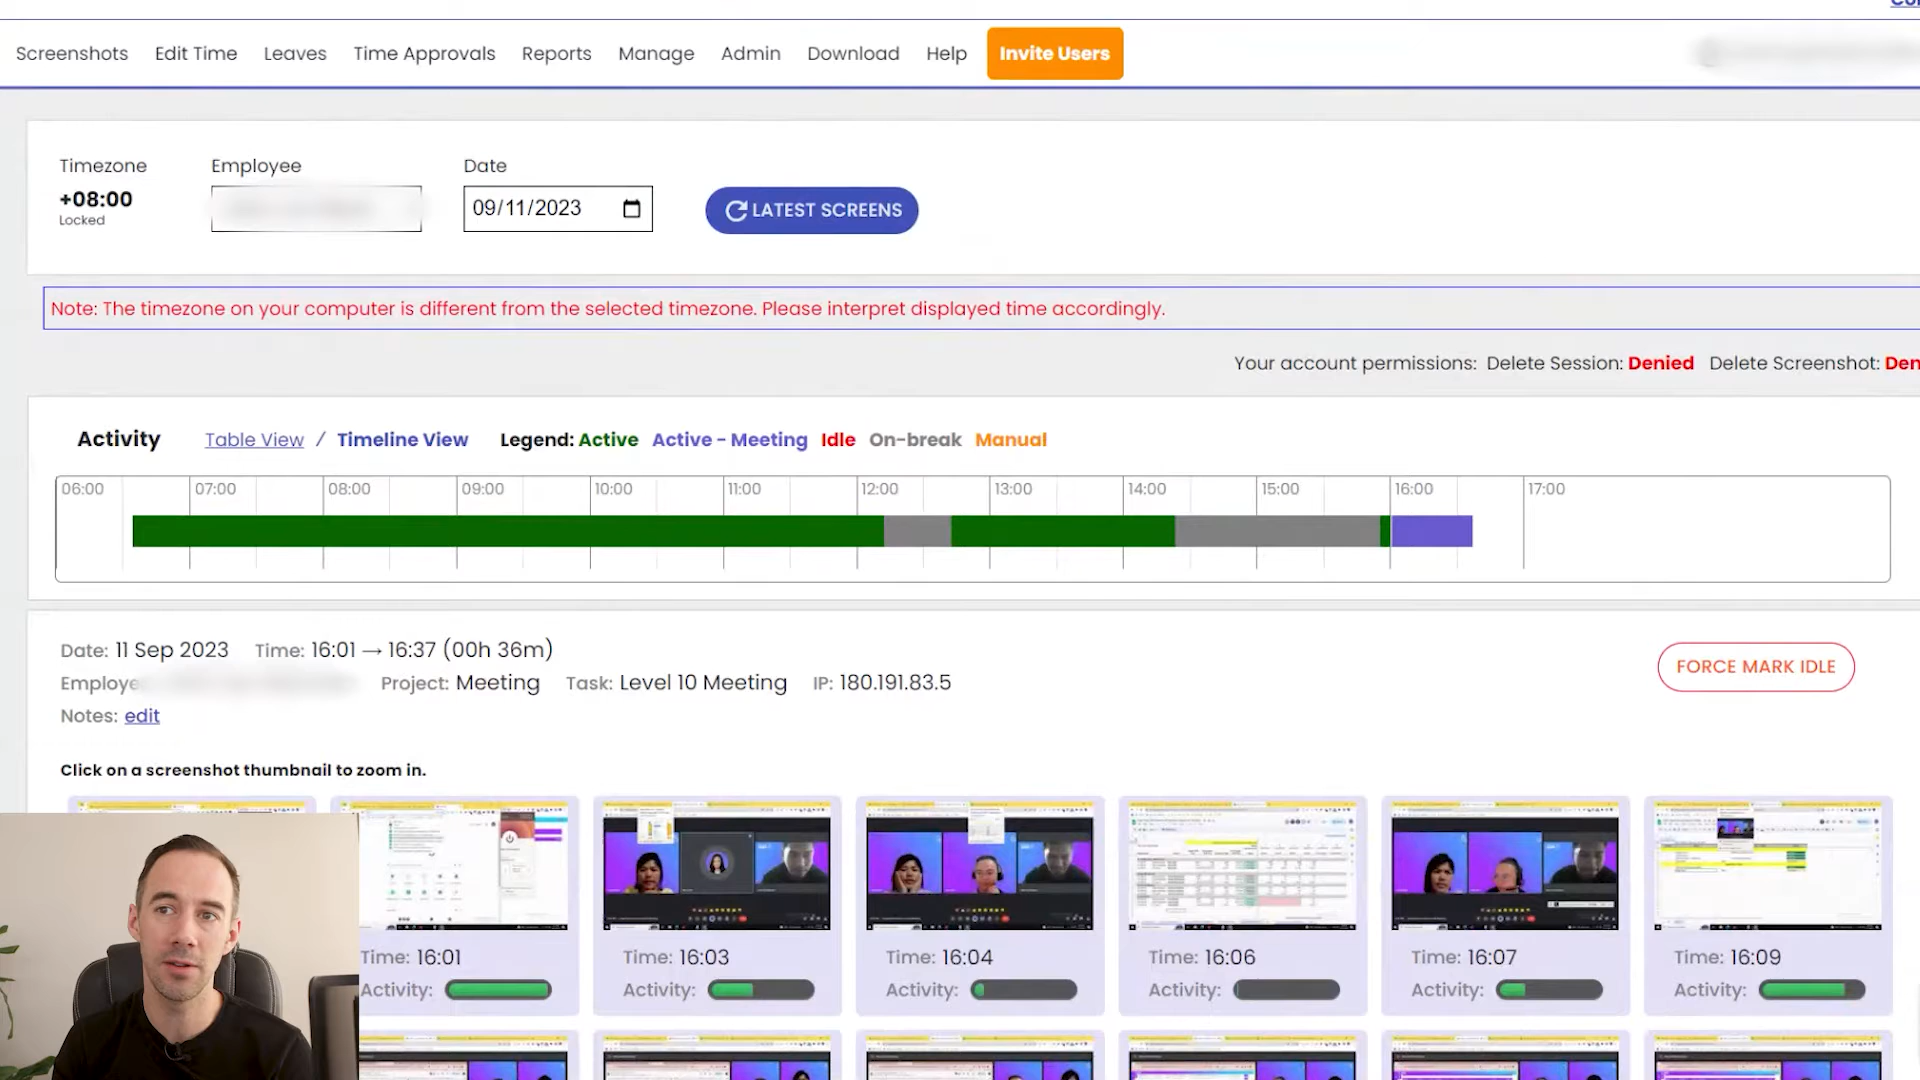 Screenshots Edit Time Leaves Time Approvals Reports Manage Admin Download Help Invite Users
Timezone Employee Date
+08:00
Locked
09/11/2023
LATEST SCREENS
Note: The timezone on your computer is different from the selected timezone. Please interpret displayed time accordingly.
Your account permissions: Delete Session: Denied Delete Screenshot: Den
Activity Table View / Timeline View Legend: Active Active - Meeting Idle On-break Manual
06:00 07:00 08:00 09:00 10:00 11:00 12:00 13:00 14:00 15:00 16:00 17:00
Date: 11 Sep 2023 Time: 16:01 → 16:37 (00h 36m)
FORCE MARK IDLE
Employe Project: Meeting Task: Level 10 Meeting IP: 180.191.83.5
Notes: edit
Click on a screenshot thumbnail to zoom in.
Time: 16:01 Time: 16:03 Time: 16:04 Time: 16:06 Time: 16:07 Time: 16:09
Activity: Activity: Activity: Activity: Activity: Activity: